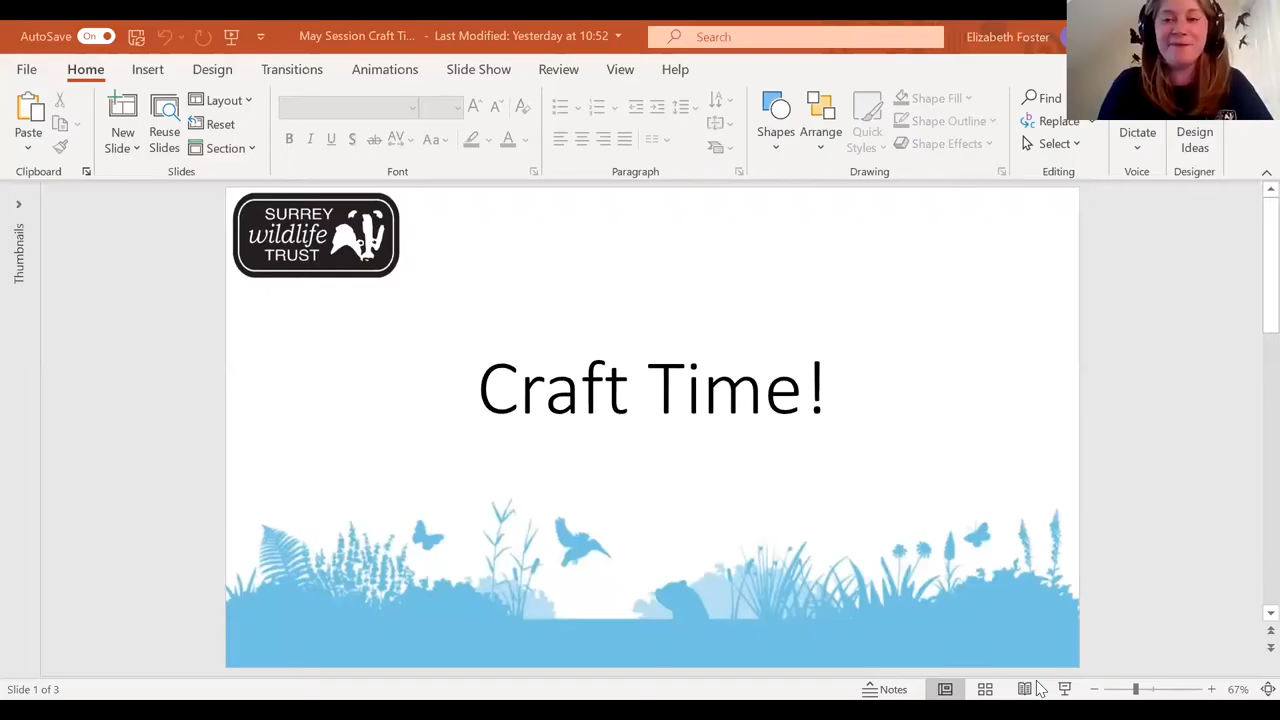 AutoSave On May Session Craft Ti... - Last Modified: Yesterday at 10:52 Search Elizabeth Foster
File Home Insert Design Transitions Animations Slide Show Review View Help
Paste
New Slide
Reuse Slides
Layout
Reset
Section
B I U S ab AV Aa A
Shapes
Arrange
Quick Styles
Shape Fill
Shape Outline
Shape Effects
Find
Replace
Select
Dictate
Design Ideas
Clipboard Slides Font Paragraph Drawing Editing Voice Designer
Thumbnails
SURREY
wildlife
TRUST
Craft Time!
Slide 1 of 3 Notes 67%